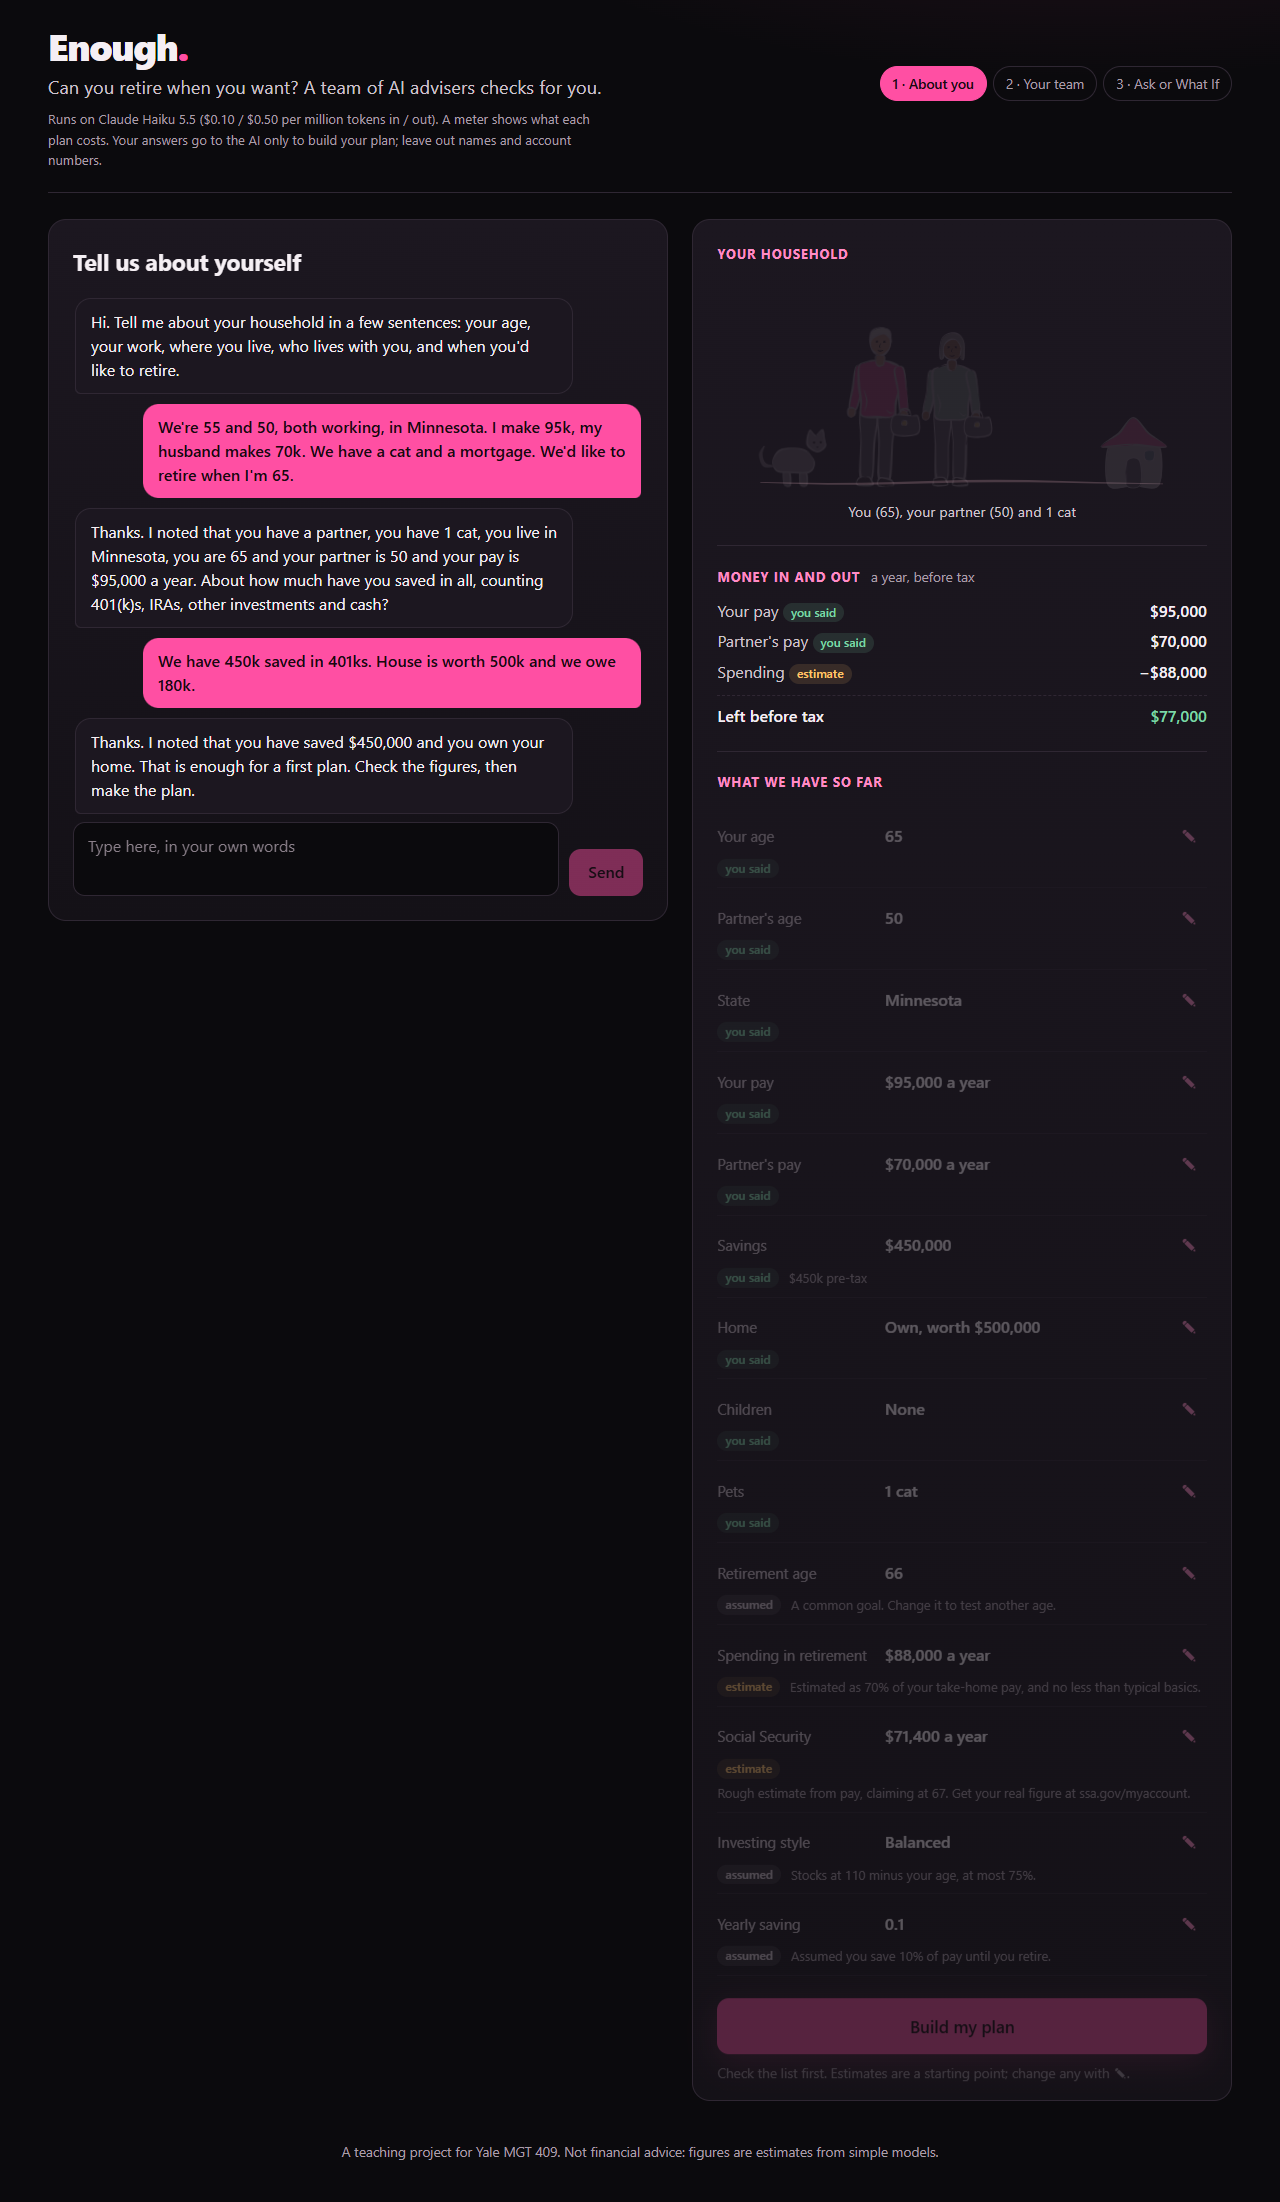 Enough.
Can you retire when you want? A team of AI advisers checks for you.
Runs on Claude Haiku 5.5 ($0.10 / $0.50 per million tokens in / out). A meter shows what each
plan costs. Your answers go to the AI only to build your plan; leave out names and account
numbers.
1 · About you
2 · Your team
3 · Ask or What If
Tell us about yourself
Hi. Tell me about your household in a few sentences: your age,
your work, where you live, who lives with you, and when you'd
like to retire.
We're 55 and 50, both working, in Minnesota. I make 95k, my
husband makes 70k. We have a cat and a mortgage. We'd like to
retire when I'm 65.
Thanks. I noted that you have a partner, you have 1 cat, you live in
Minnesota, you are 65 and your partner is 50 and your pay is
$95,000 a year. About how much have you saved in all, counting
401(k)s, IRAs, other investments and cash?
We have 450k saved in 401ks. House is worth 500k and we owe
180k.
Thanks. I noted that you have saved $450,000 and you own your
home. That is enough for a first plan. Check the figures, then
make the plan.
Type here, in your own words
Send
YOUR HOUSEHOLD
You (65), your partner (50) and 1 cat
MONEY IN AND OUT a year, before tax
Your pay you said $95,000
Partner's pay you said $70,000
Spending estimate −$88,000
Left before tax $77,000
WHAT WE HAVE SO FAR
Your age 65
you said
Partner's age 50
you said
State Minnesota
you said
Your pay $95,000 a year
you said
Partner's pay $70,000 a year
you said
Savings $450,000
you said $450k pre-tax
Home Own, worth $500,000
you said
Children None
you said
Pets 1 cat
you said
Retirement age 66
assumed A common goal. Change it to test another age.
Spending in retirement $88,000 a year
estimate Estimated as 70% of your take-home pay, and no less than typical basics.
Social Security $71,400 a year
estimate
Rough estimate from pay, claiming at 67. Get your real figure at ssa.gov/myaccount.
Investing style Balanced
assumed Stocks at 110 minus your age, at most 75%.
Yearly saving 0.1
assumed Assumed you save 10% of pay until you retire.
Build my plan
Check the list first. Estimates are a starting point; change any with ✎.
A teaching project for Yale MGT 409. Not financial advice: figures are estimates from simple models.